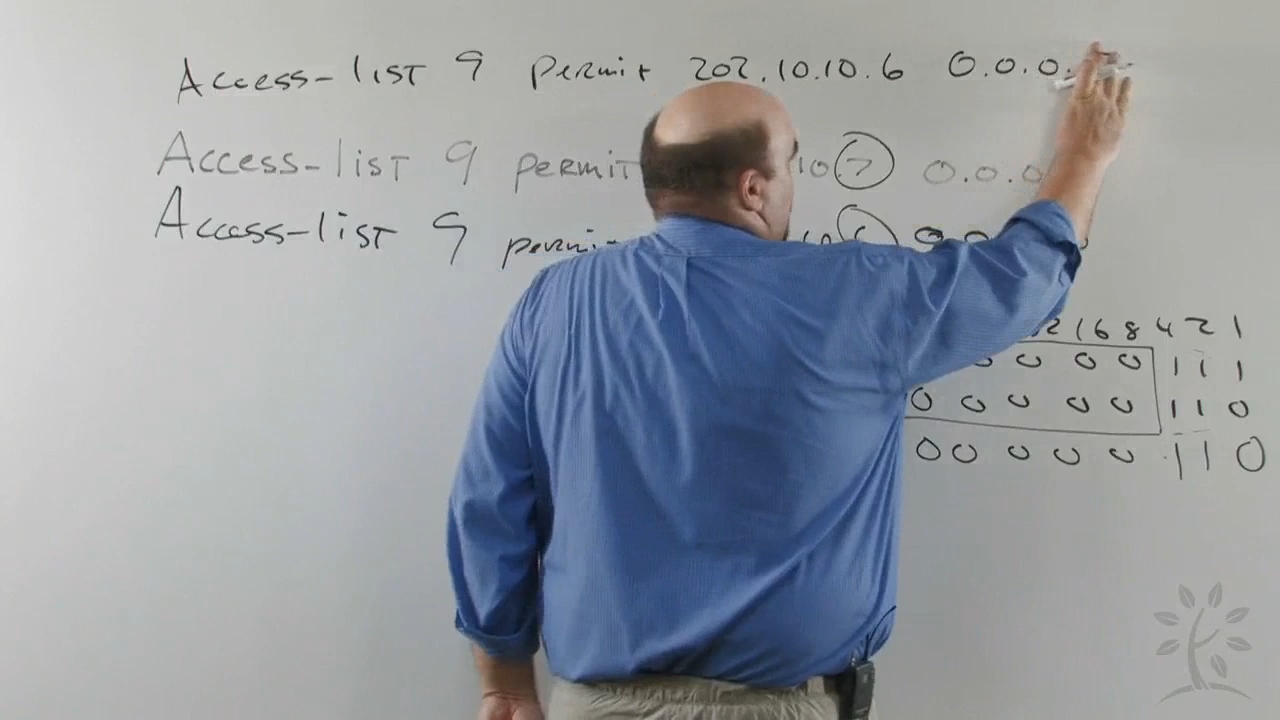 Access-list 9 permit 202.10.10.6 0.0.0.
Access-list 9 permit 10 7 0.0.0
Access-list 9 permi
2 16 8 4 2 1
0 0 0 0 1 1 1
0 0 0 0 0 1 1 0
0 0 0 0 0 1 1 0